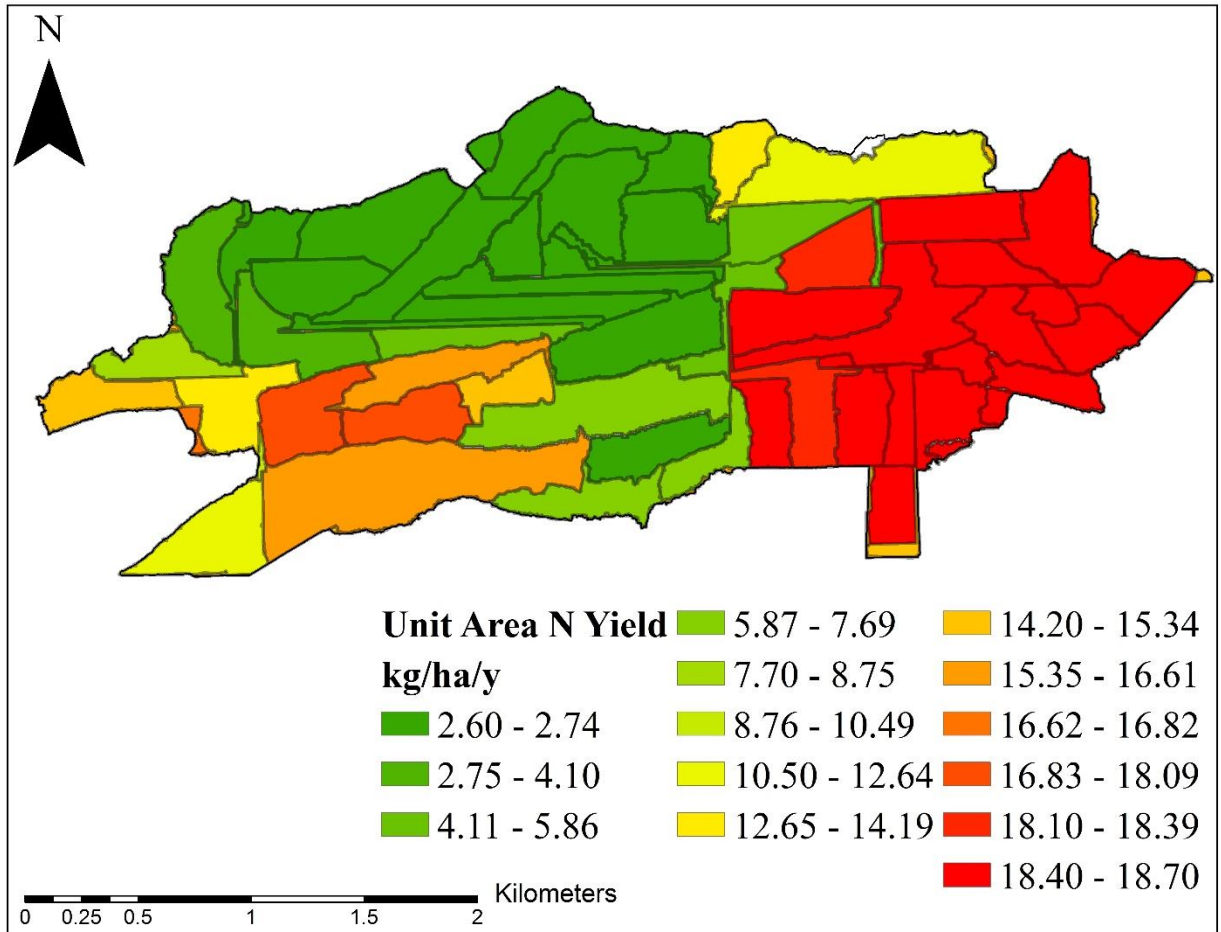 N
Unit Area N Yield
kg/ha/y
2.60 - 2.74
2.75 - 4.10
4.11 - 5.86
5.87 - 7.69
7.70 - 8.75
8.76 - 10.49
10.50 - 12.64
12.65 - 14.19
14.20 - 15.34
15.35 - 16.61
16.62 - 16.82
16.83 - 18.09
18.10 - 18.39
18.40 - 18.70
Kilometers
0 0.25 0.5 1 1.5 2